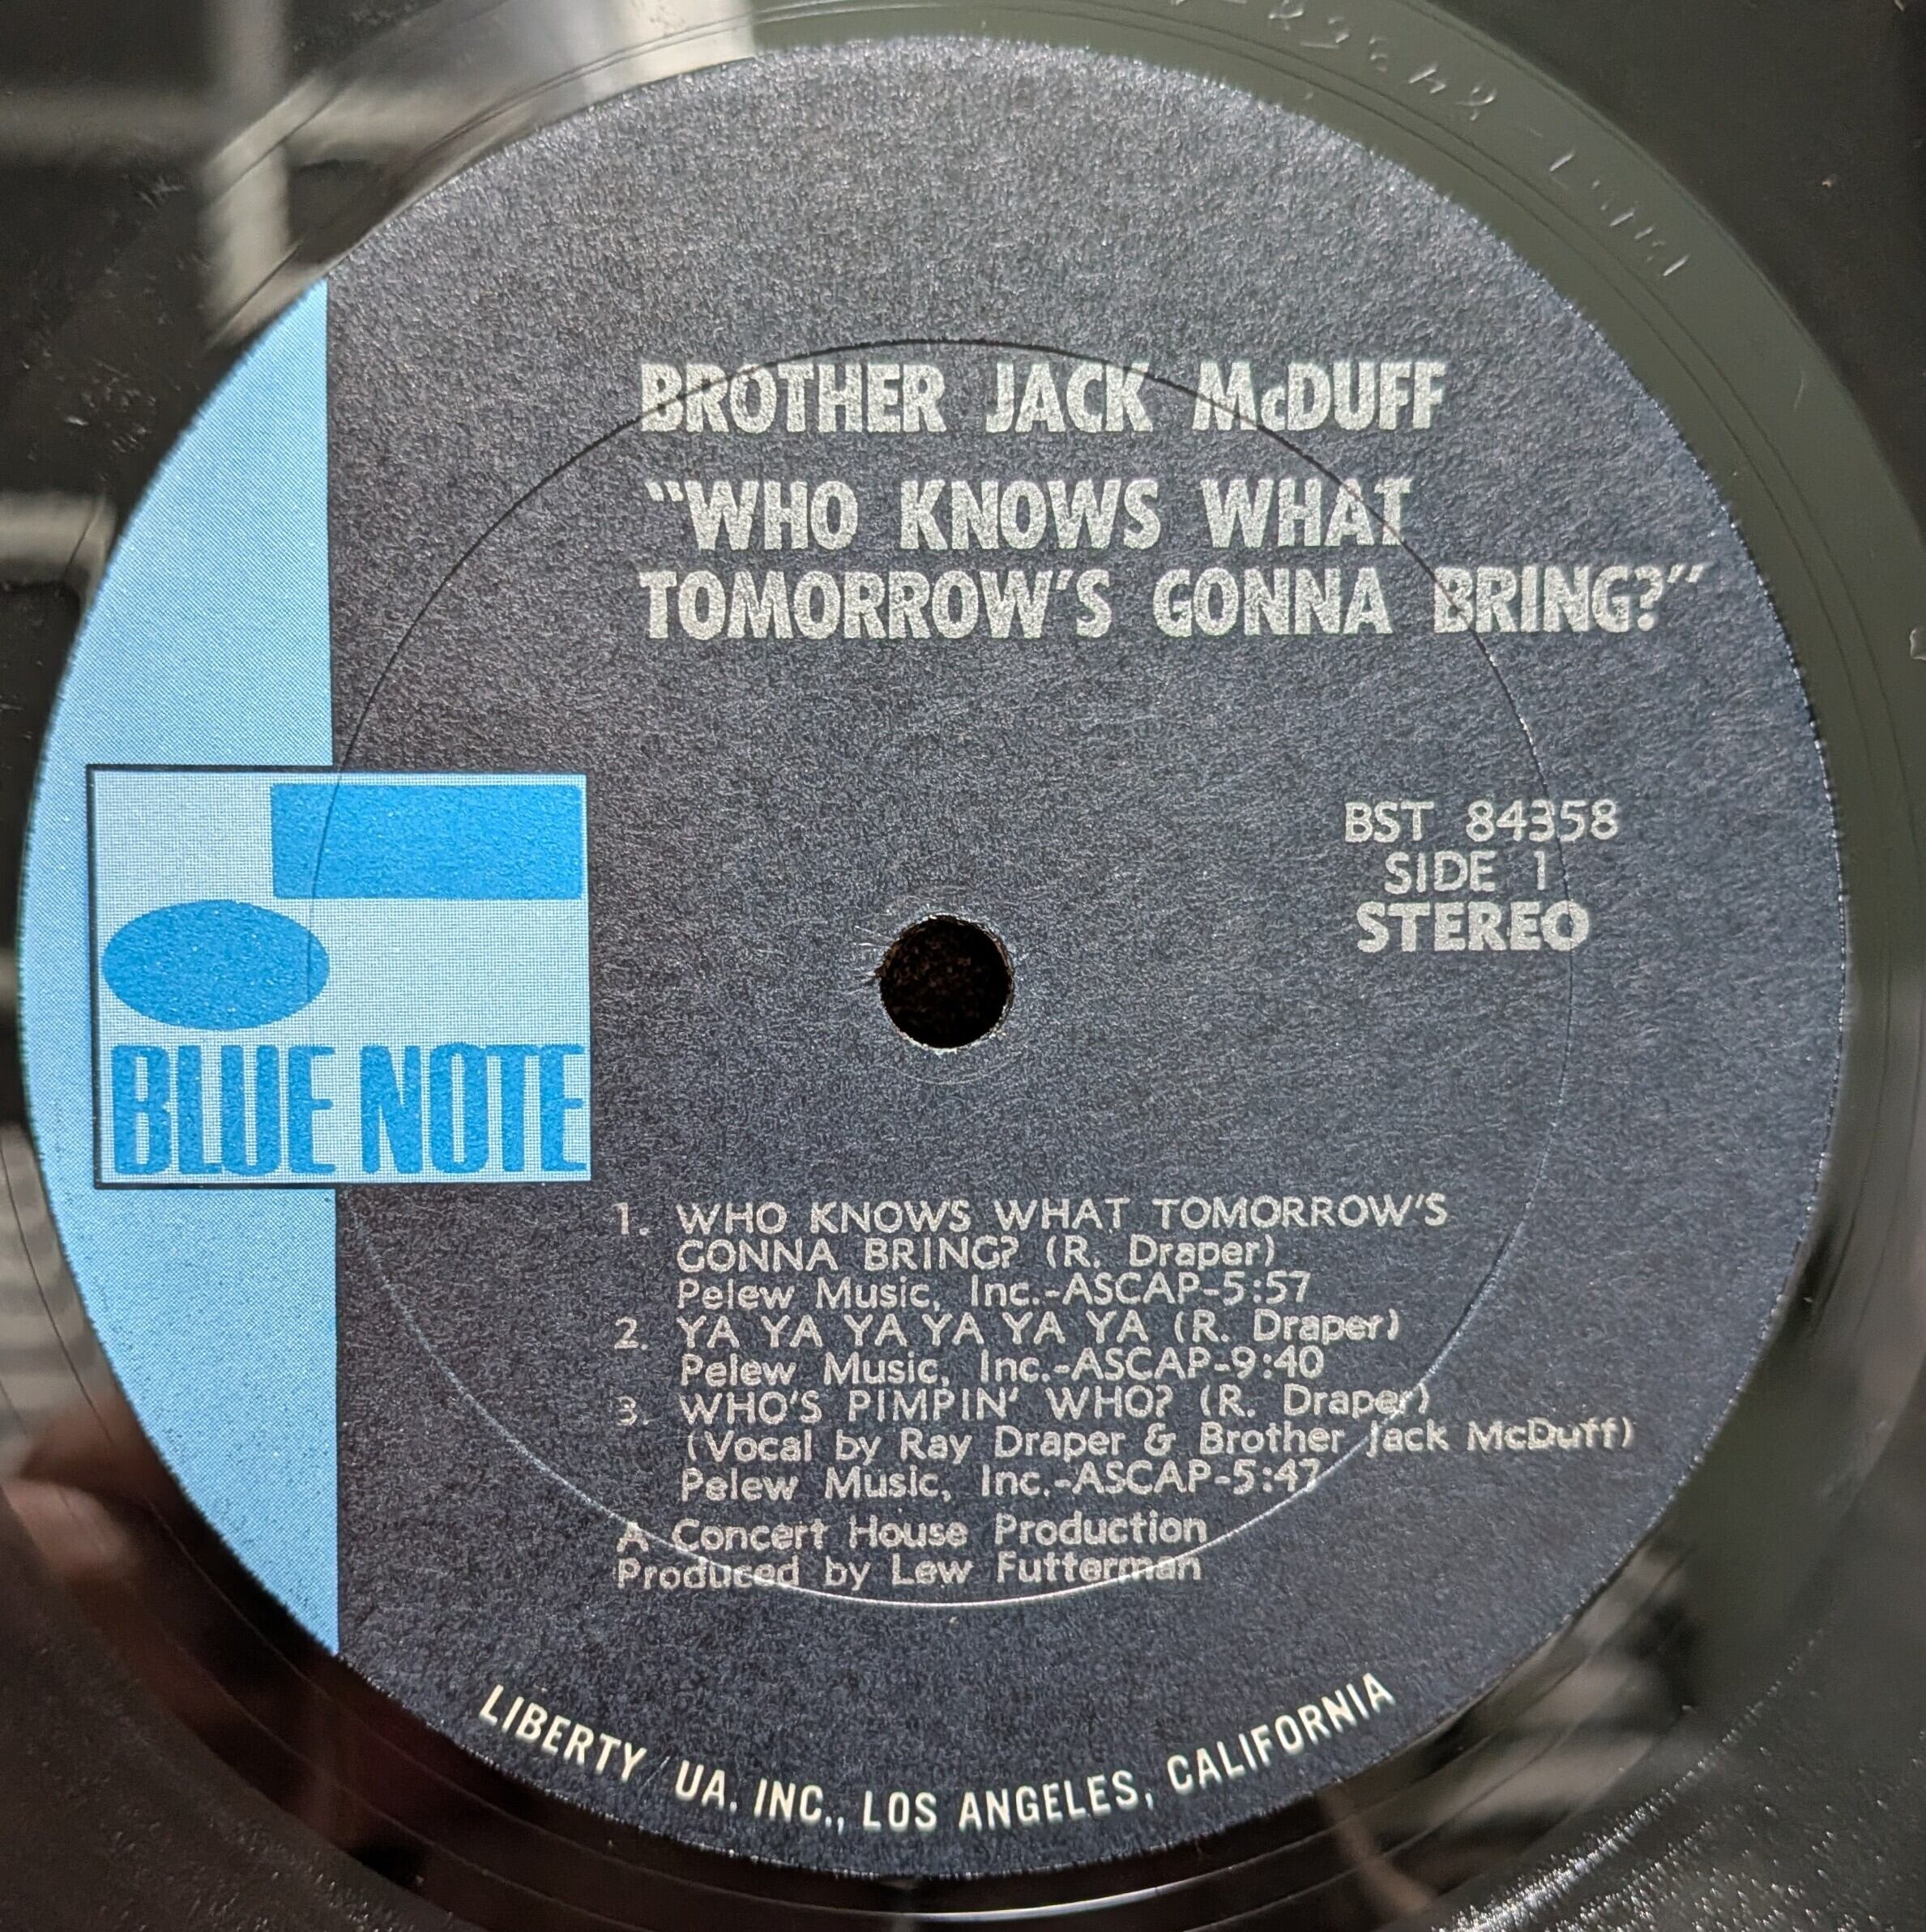 BROTHER JACK McDUFF
"WHO KNOWS WHAT
TOMORROW'S GONNA BRING?"
BST 84358
SIDE 1
STEREO
BLUE NOTE
1. WHO KNOWS WHAT TOMORROW'S
GONNA BRING? (R. Draper)
Pelew Music, Inc.-ASCAP-5:57
2. YA YA YA YA YA YA (R. Draper)
Pelew Music, Inc.-ASCAP-9:40
3. WHO'S PIMPIN' WHO? (R. Draper)
(Vocal by Ray Draper & Brother Jack McDuff)
Pelew Music, Inc.-ASCAP-5:47
A Concert House Production
Produced by Lew Futterman
LIBERTY UA, INC., LOS ANGELES, CALIFORNIA